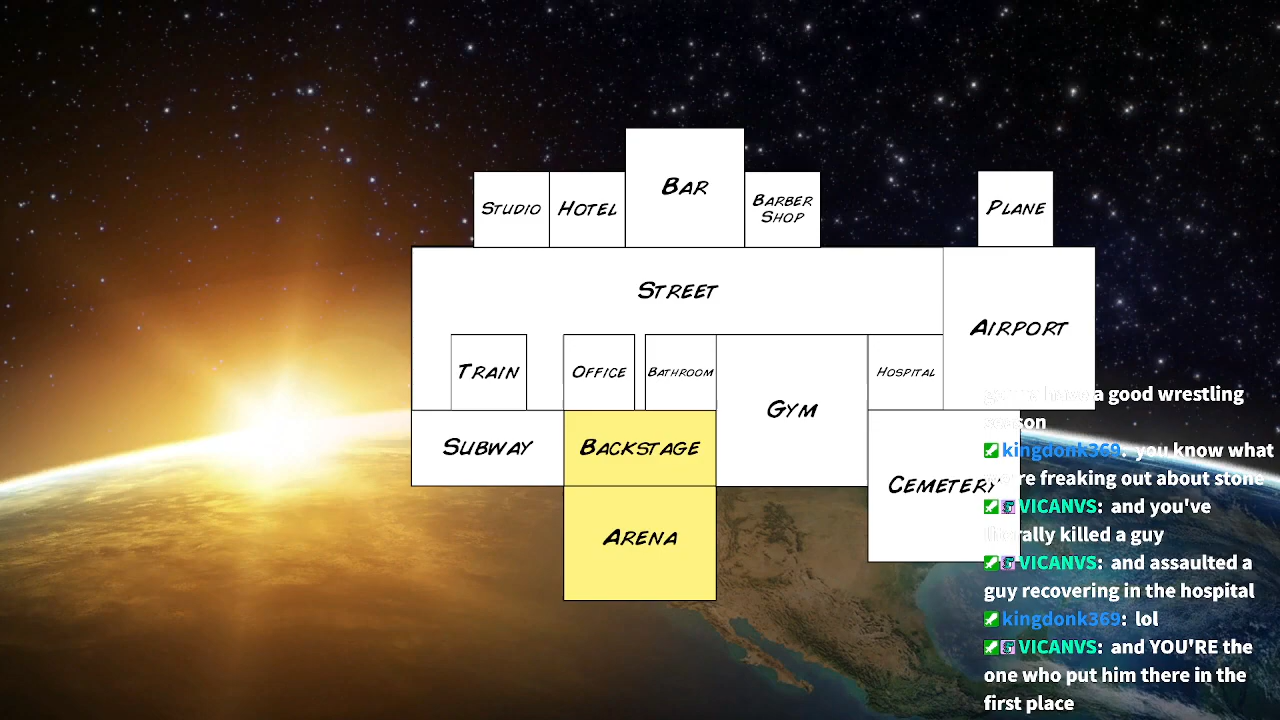 BAR
STUDIO
HOTEL
BARBER
SHOP
PLANE
STREET
AIRPORT
TRAIN
OFFICE
BATHROOM
HOSPITAL
GYM
SUBWAY
BACKSTAGE
CEMETERY
ARENA
have a good wrestling
season
kingdonk369: you know what
freaking out about stone
VICANVS: and you've
literally killed a guy
VICANVS: and assaulted a
guy recovering in the hospital
kingdonk369: lol
VICANVS: and YOU'RE the
one who put him there in the
first place